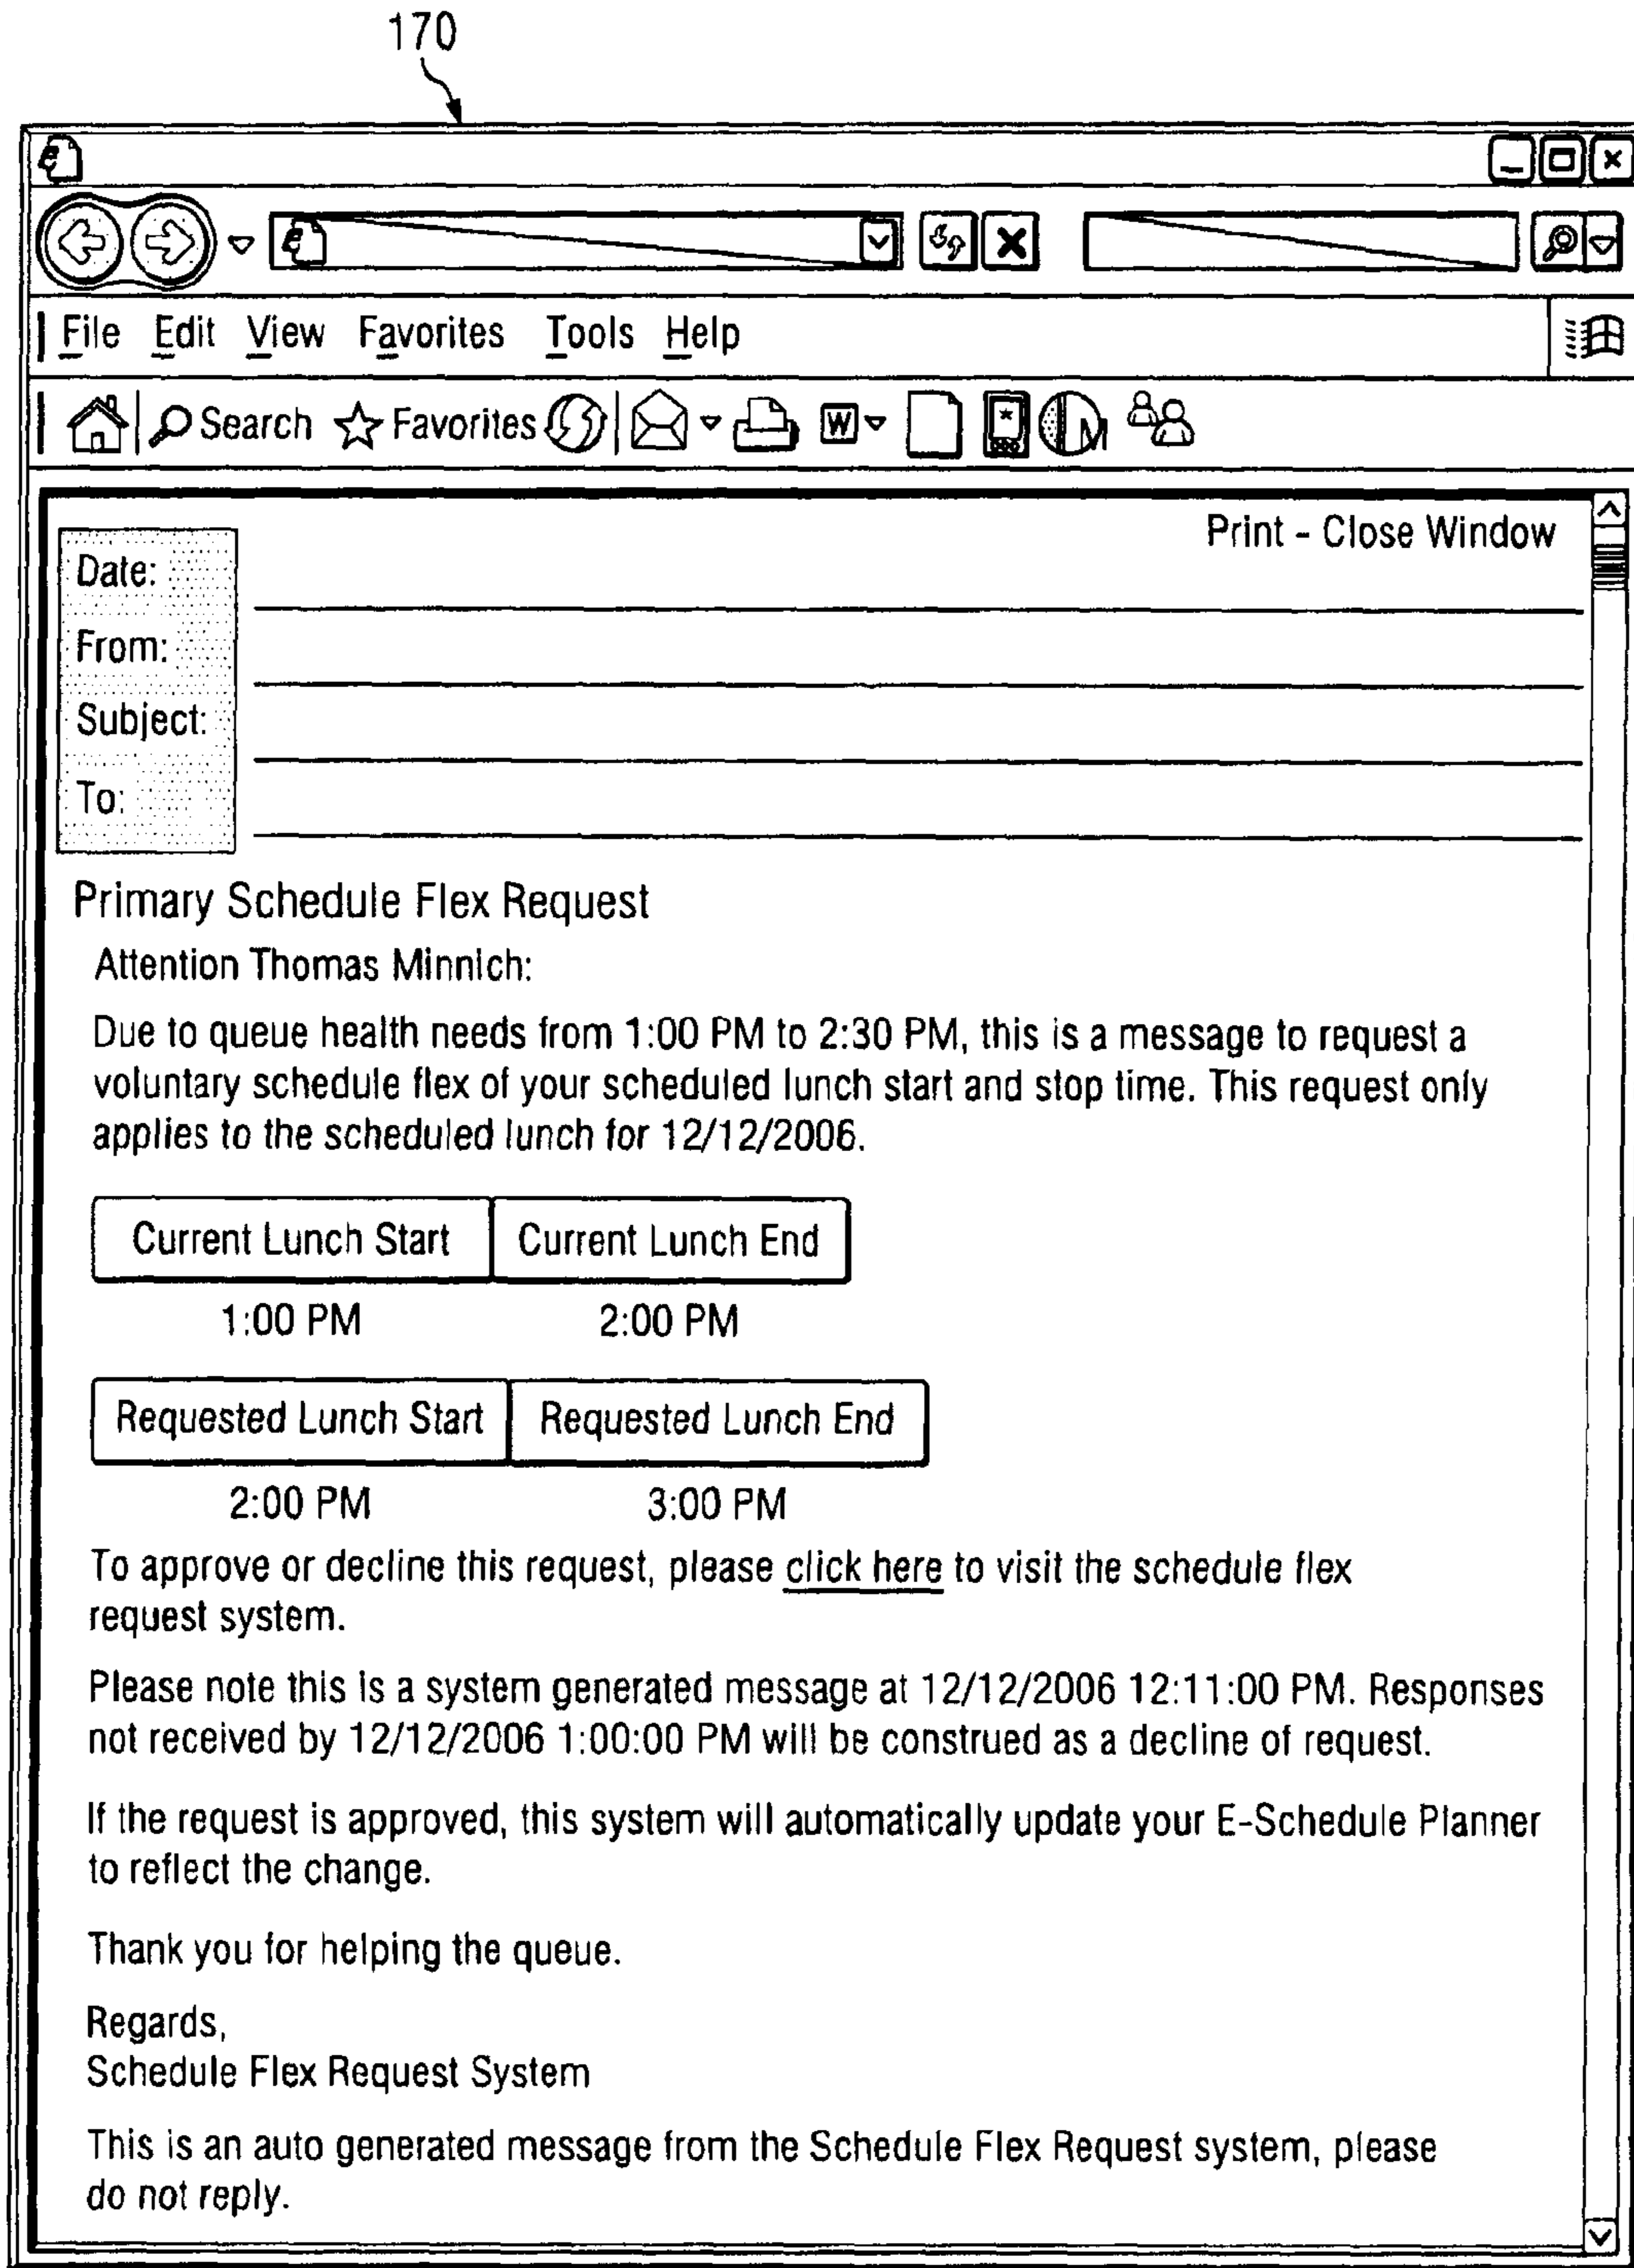 170
File Edit View Favorites Tools Help
Search Favorites W M
Print - Close Window
Date:
From:
Subject:
To:
Primary Schedule Flex Request
Attention Thomas Minnich:
Due to queue health needs from 1:00 PM to 2:30 PM, this is a message to request a
voluntary schedule flex of your scheduled lunch start and stop time. This request only
applies to the scheduled lunch for 12/12/2006.
Current Lunch Start Current Lunch End
1:00 PM 2:00 PM
Requested Lunch Start Requested Lunch End
2:00 PM 3:00 PM
To approve or decline this request, please click here to visit the schedule flex
request system.
Please note this is a system generated message at 12/12/2006 12:11:00 PM. Responses
not received by 12/12/2006 1:00:00 PM will be construed as a decline of request.
If the request is approved, this system will automatically update your E-Schedule Planner
to reflect the change.
Thank you for helping the queue.
Regards,
Schedule Flex Request System
This is an auto generated message from the Schedule Flex Request system, please
do not reply.